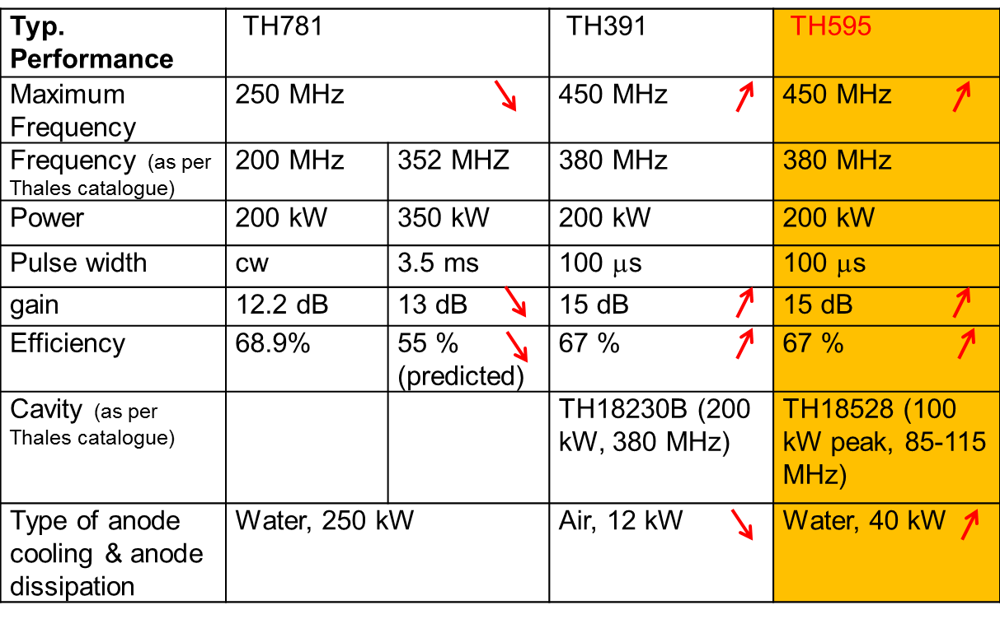 Typ. Performance TH781 TH391 TH595
Maximum Frequency 250 MHz 450 MHz 450 MHz
Frequency (as per Thales catalogue) 200 MHz 352 MHZ 380 MHz 380 MHz
Power 200 kW 350 kW 200 kW 200 kW
Pulse width cw 3.5 ms 100 μs 100 μs
gain 12.2 dB 13 dB 15 dB 15 dB
Efficiency 68.9% 55 % (predicted) 67 % 67 %
Cavity (as per Thales catalogue) TH18230B (200 kW, 380 MHz) TH18528 (100 kW peak, 85-115 MHz)
Type of anode cooling & anode dissipation Water, 250 kW Air, 12 kW Water, 40 kW